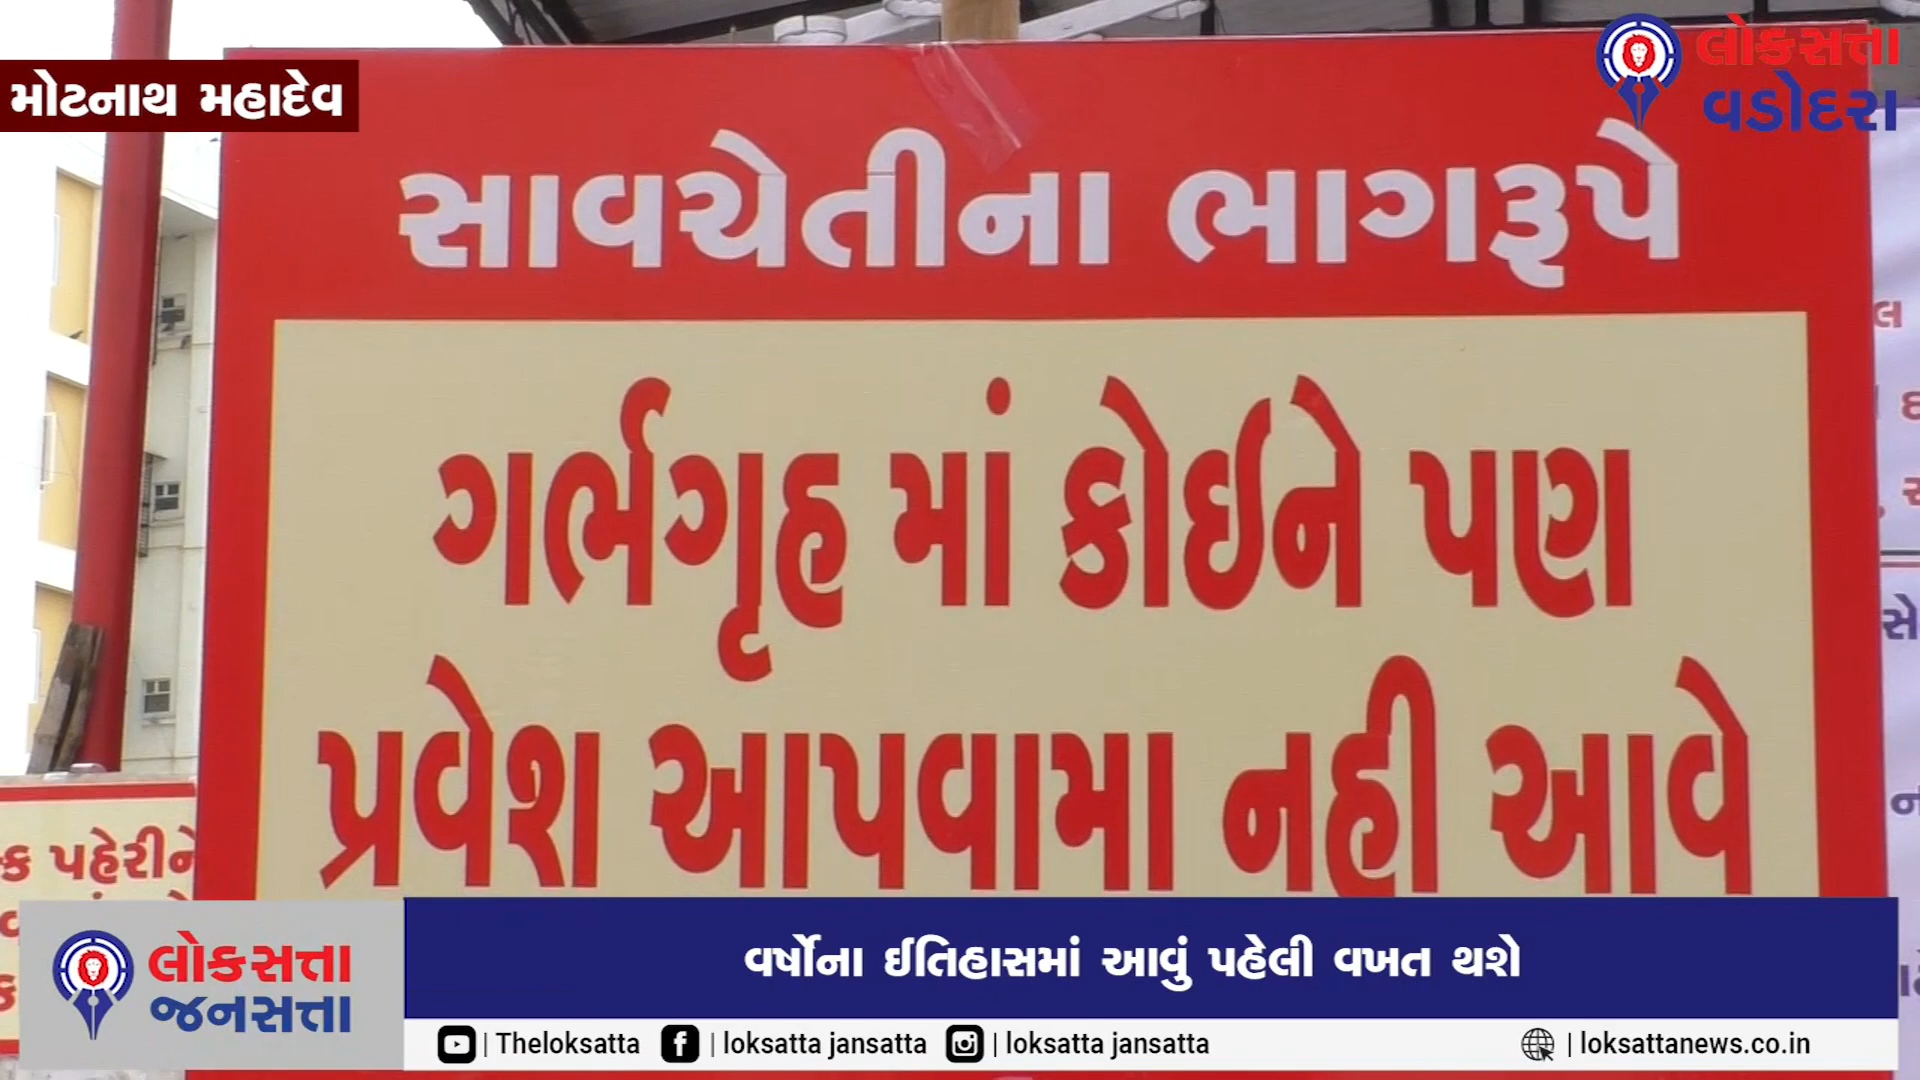 લોકસત્તા
વડોદરા
મોટનાથ મહાદેવ
સાવચેતીના ભાગરૂપે
ગર્ભગૃહ માં કોઈને પણ
પ્રવેશ આપવામા નહી આવે
પહેરીને
લોકસત્તા
જનસત્તા
વર્ષોના ઈતિહાસમાં આવું પહેલી વખત થશે
| Theloksatta | loksatta jansatta | loksatta jansatta | loksattanews.co.in